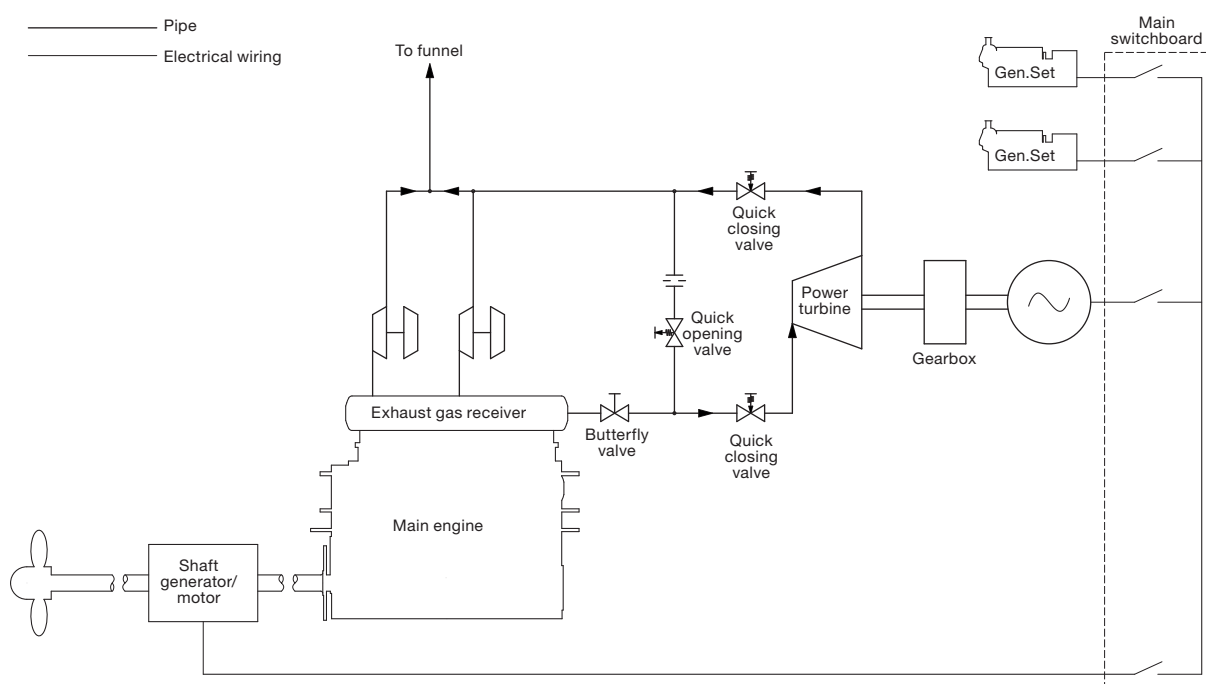 Pipe
Electrical wiring
To funnel
Main
switchboard
Gen.Set
Gen.Set
Quick
closing
valve
Power
turbine
Quick
opening
valve
Gearbox
Exhaust gas receiver
Butterfly
valve
Quick
closing
valve
Main engine
Shaft
generator/
motor